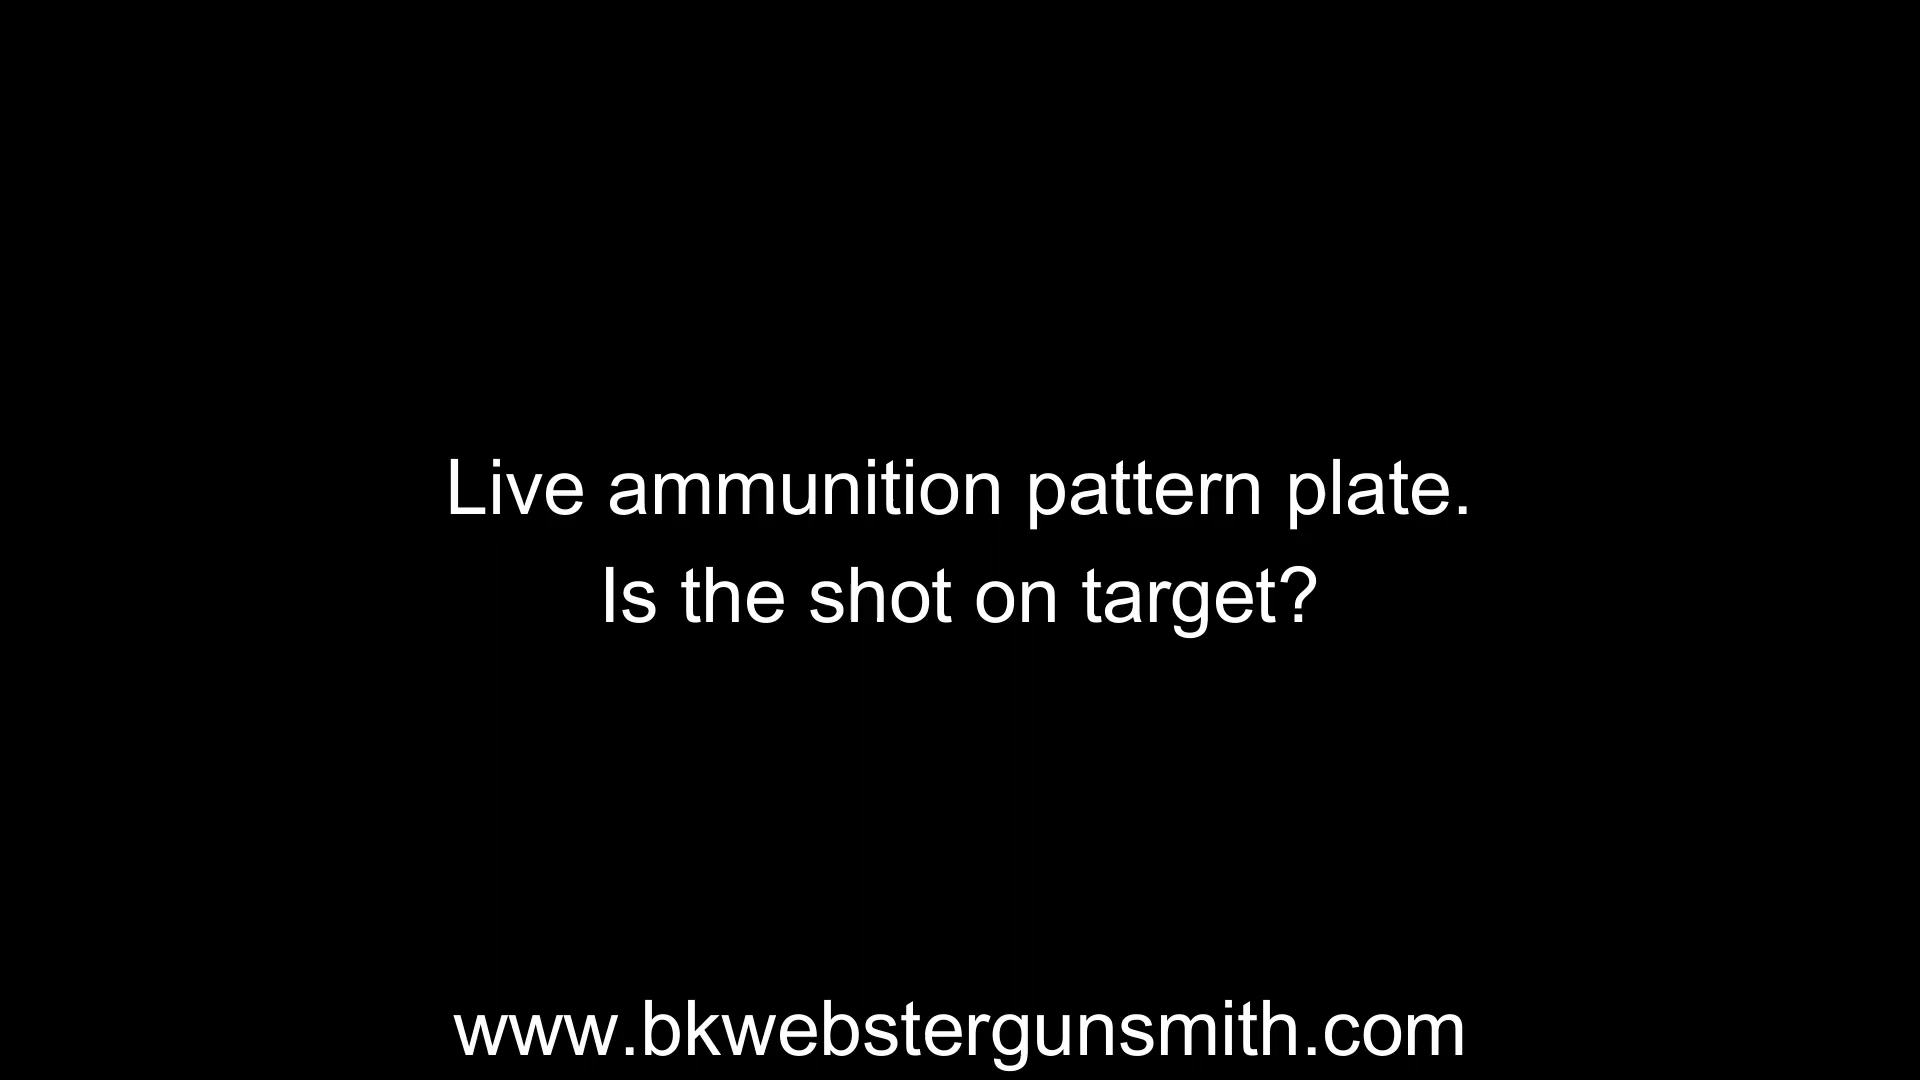 Live ammunition pattern plate.
Is the shot on target?
www.bkwebstergunsmith.com